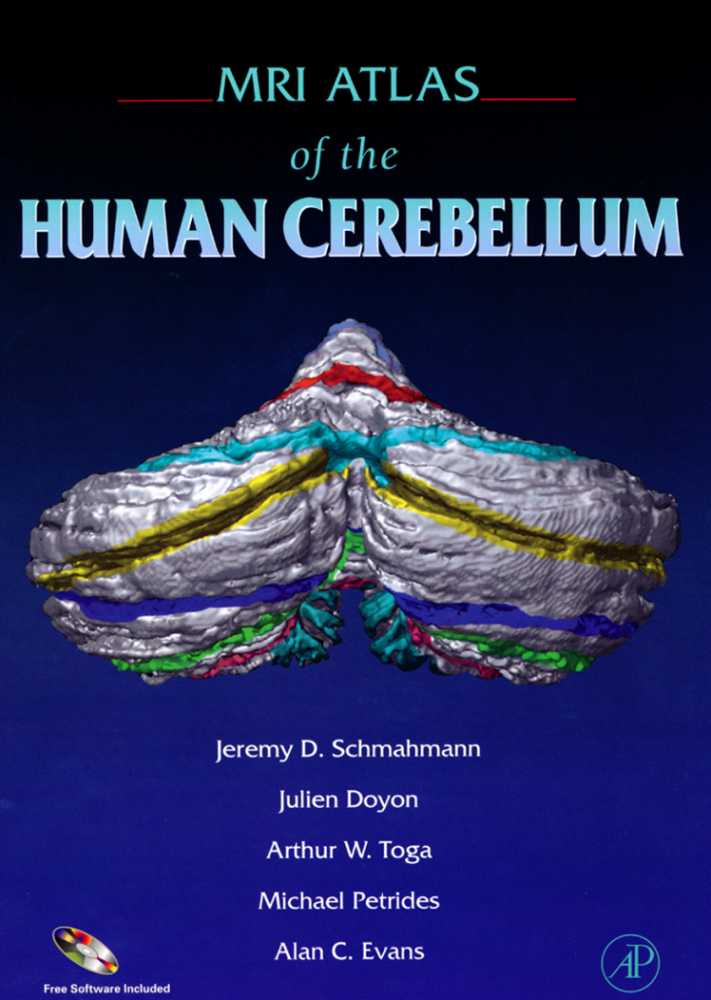 MRI ATLAS
of the
HUMAN CEREBELLUM
Jeremy D. Schmahmann
Julien Doyon
Arthur W. Toga
Michael Petrides
Alan C. Evans
Free Software Included
AP